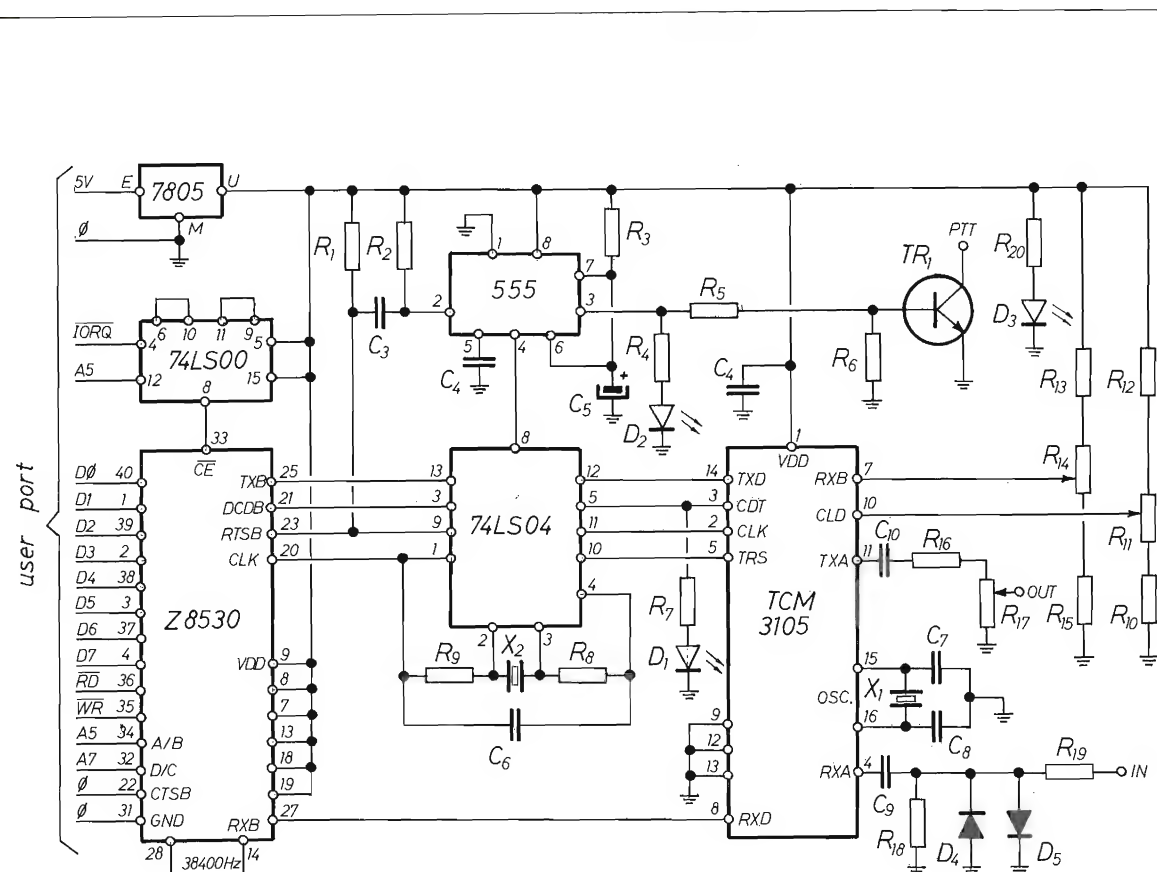 5V E 7805 U
Ø M
IORQ
A5
6 10 11 9
4 5
74LS00
12 15
8
33
CE
user port
DØ 40
D1 1
D2 39
D3 2
D4 38
D5 3
D6 37
D7 4
RD 36
WR 35
A5 34 A/B
A7 32 D/C
Ø 22 CTSB
Ø 31 GND
Z8530
TXB 25
DCDB 21
RTSB 23
CLK 20
VDD 9
8
7
13
18
19
RXB 27
28 38400Hz 14
R1 R2 C3
1 8
555
2 7
3
5 4 6
C4
R3
C5 +
R4
D2
R5
R6
TR1
PTT
R20
D3
R13 R12
R14
R11
R15 R10
8
13 12
3 5
74LS04
9 11
1 10
4
2 3
X2
R9 R8
C6
R7
D1
C4
1
VDD
14 TXD
3 CDT
2 CLK
5 TRS
TCM
3105
9
12
13
8 RXD
RXB 7
CLD 10
TXA 11
C10 R16
R17 OUT
15
OSC.
16
X1 C7
C8
RXA 4
C9
R18 D4 D5
R19 IN